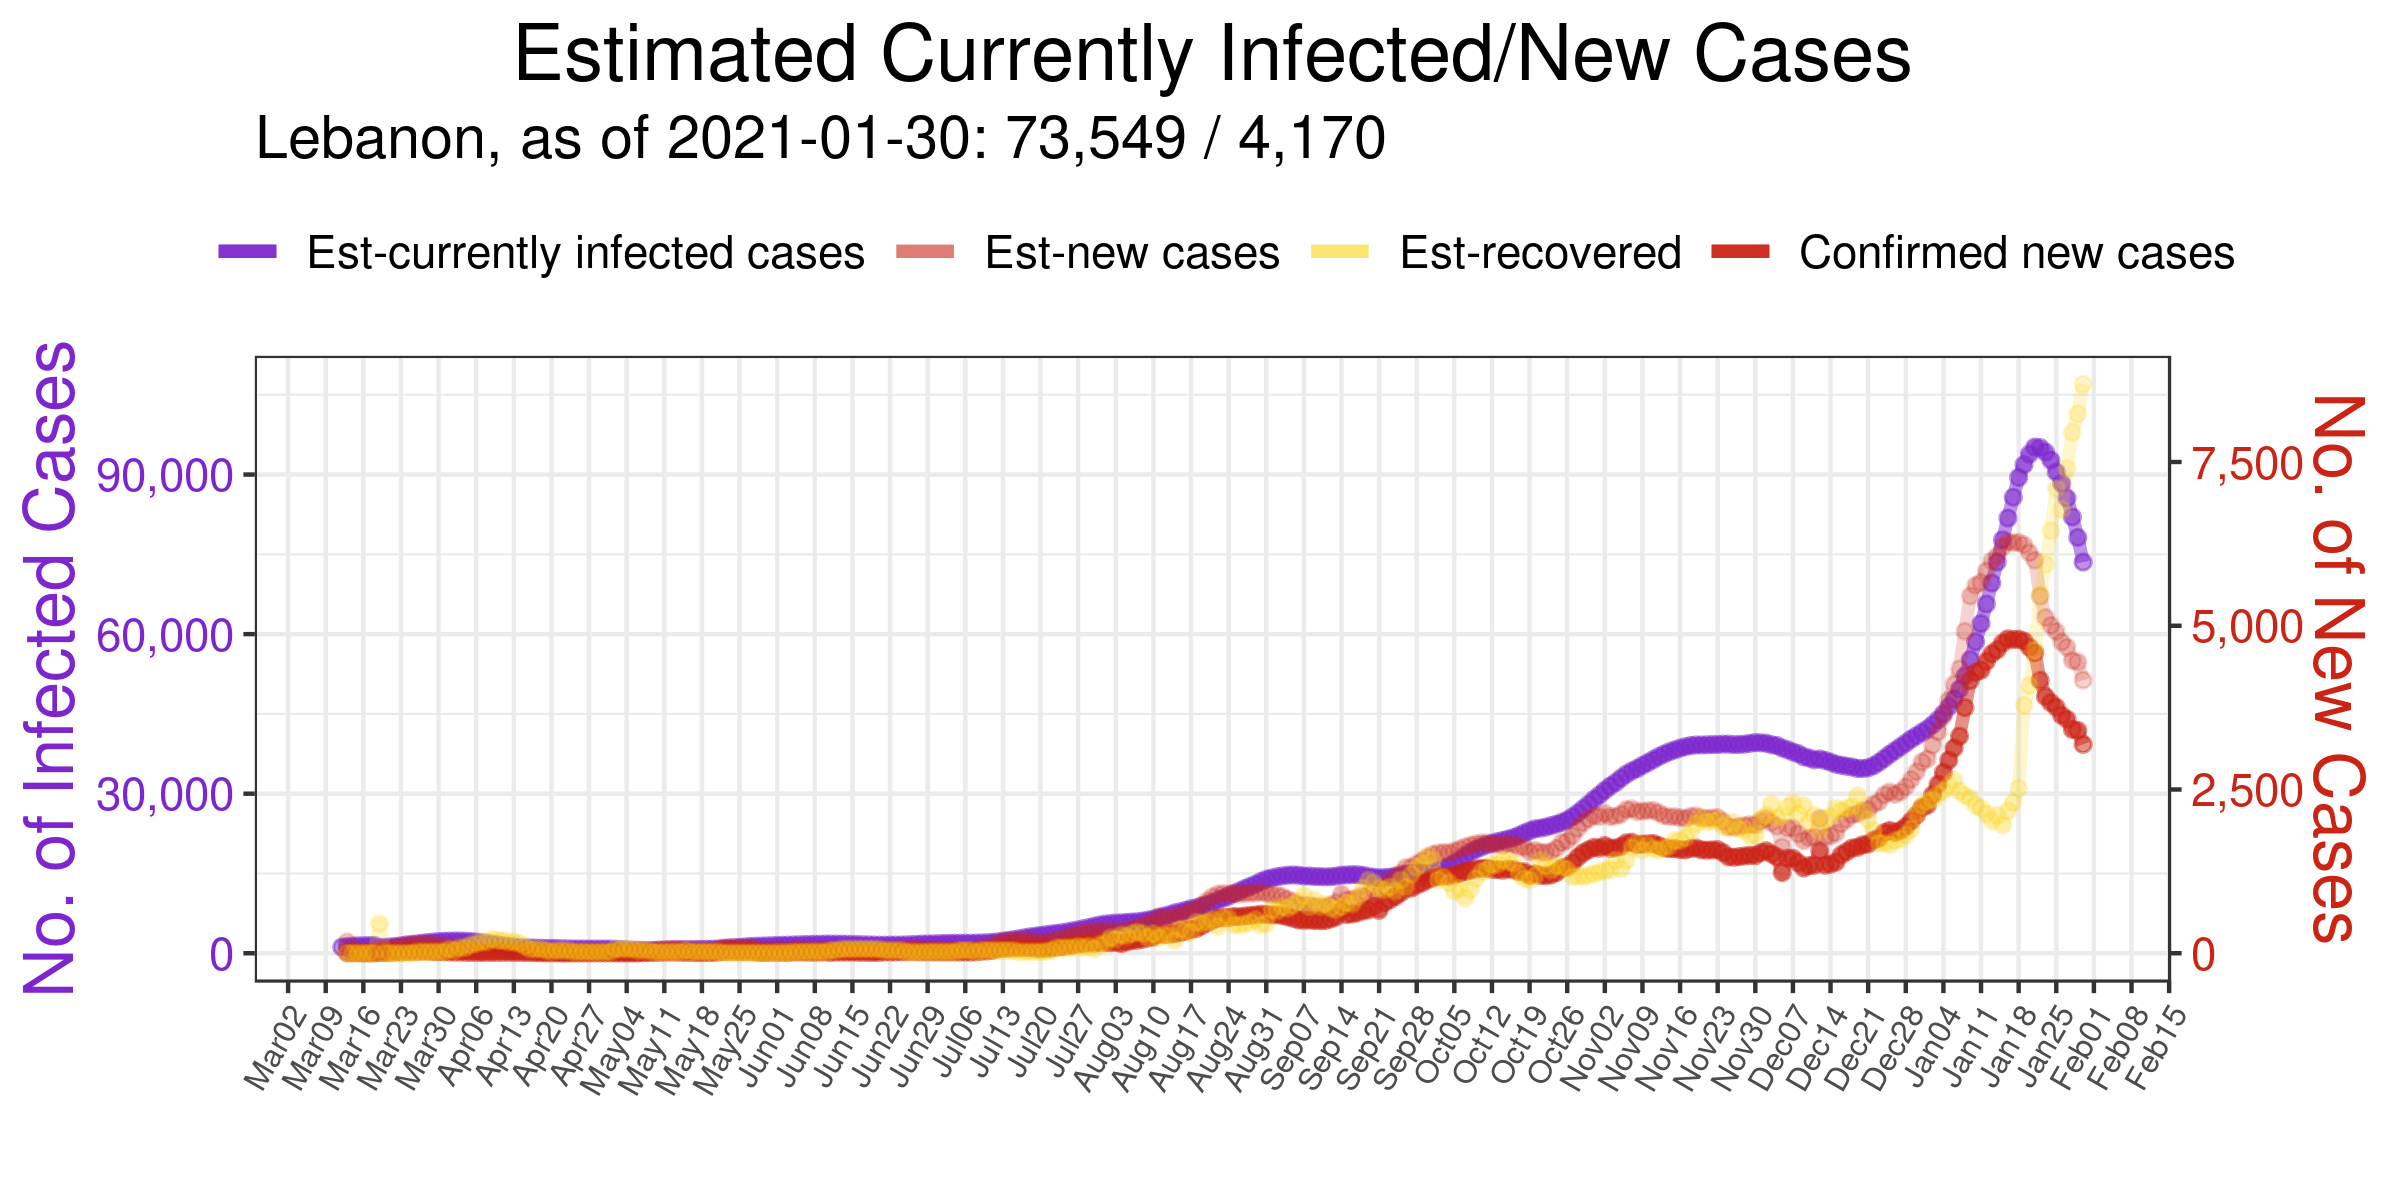 Estimated Currently Infected/New Cases
Lebanon, as of 2021-01-30: 73,549 / 4,170
Est-currently infected cases Est-new cases Est-recovered Confirmed new cases
No. of Infected Cases
90,000
60,000
30,000
0
7,500
5,000
2,500
0
No. of New Cases
Mar02 Mar09 Mar16 Mar23 Mar30 Apr06 Apr13 Apr20 Apr27 May04 May11 May18 May25 Jun01 Jun08 Jun15 Jun22 Jun29 Jul06 Jul13 Jul20 Jul27 Aug03 Aug10 Aug17 Aug24 Aug31 Sep07 Sep14 Sep21 Sep28 Oct05 Oct12 Oct19 Oct26 Nov02 Nov09 Nov16 Nov23 Nov30 Dec07 Dec14 Dec21 Dec28 Dec04 Jan11 Jan18 Jan18 Jan25 Feb01 Feb08 Feb15